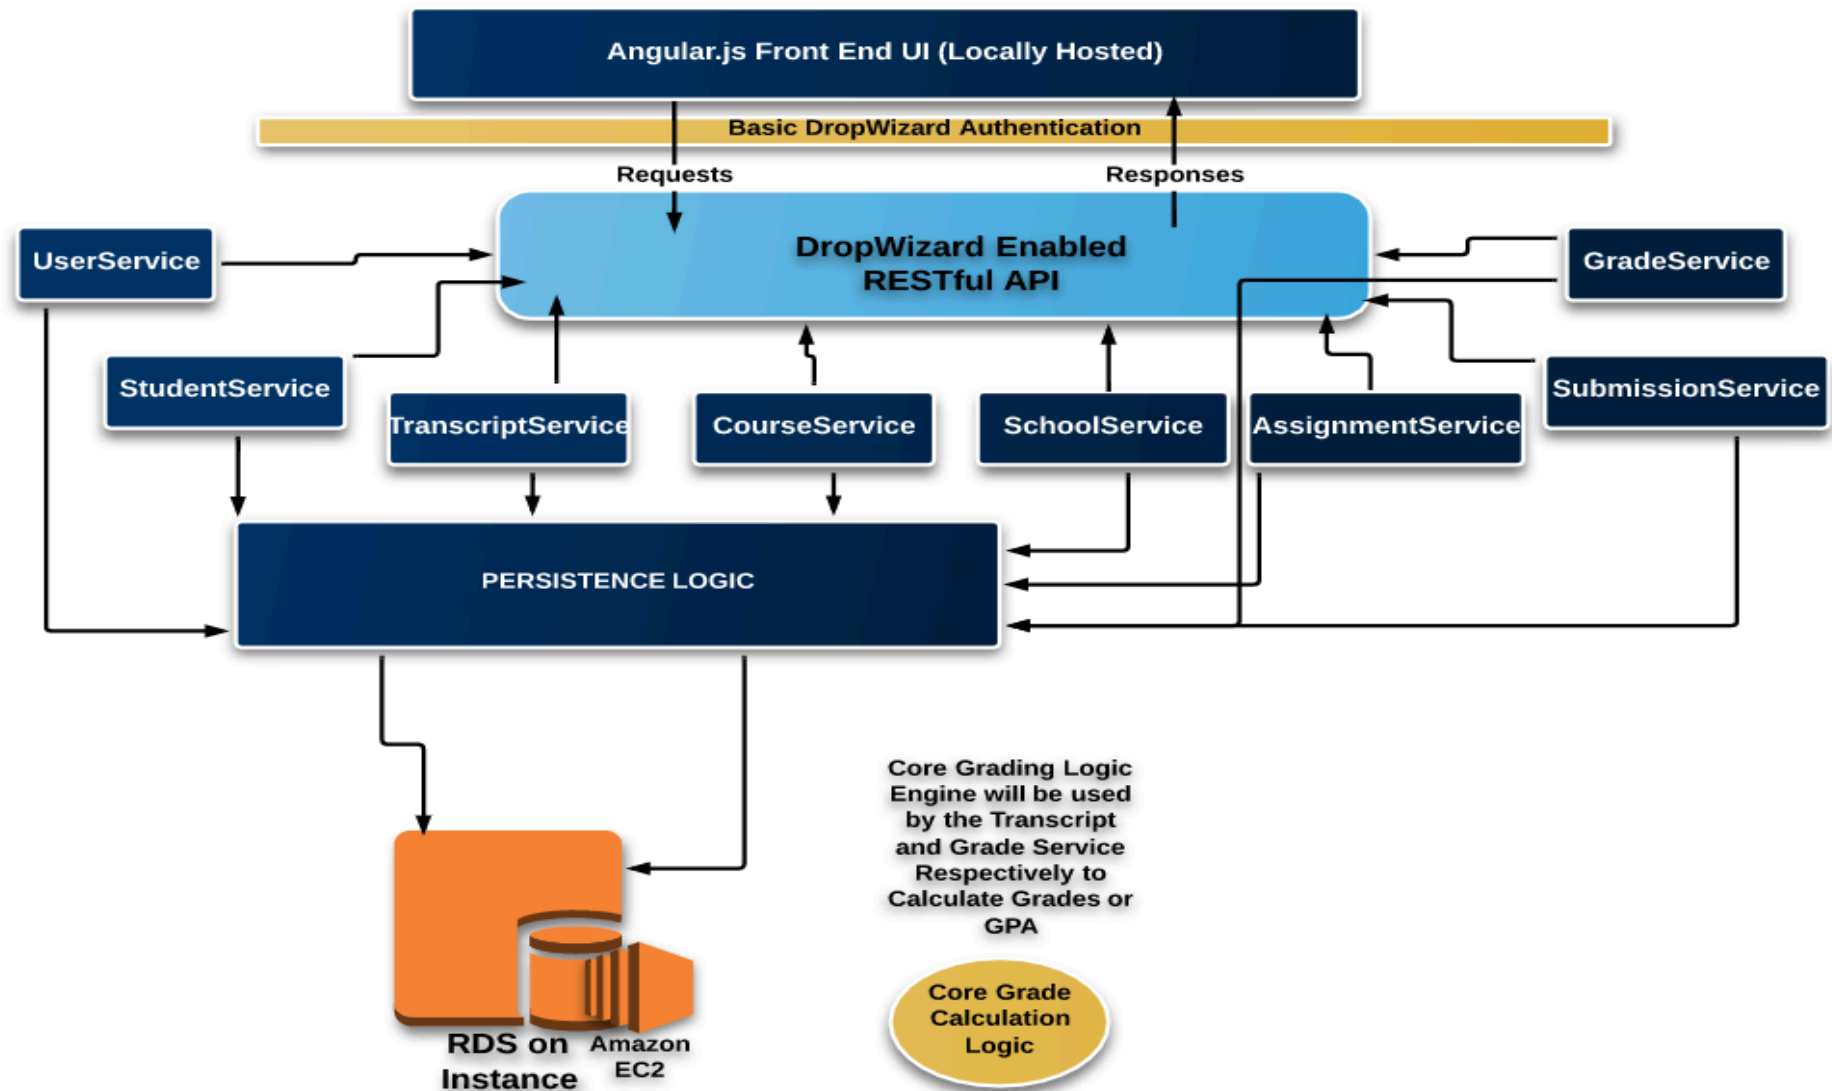 Angular.js Front End UI (Locally Hosted)
Basic DropWizard Authentication
Requests
Responses
DropWizard Enabled
RESTful API
UserService
GradeService
StudentService
SubmissionService
TranscriptService
CourseService
SchoolService
AssignmentService
PERSISTENCE LOGIC
Core Grading Logic
Engine will be used
by the Transcript
and Grade Service
Respectively to
Calculate Grades or
GPA
Core Grade
Calculation
Logic
RDS on
Instance
Amazon
EC2